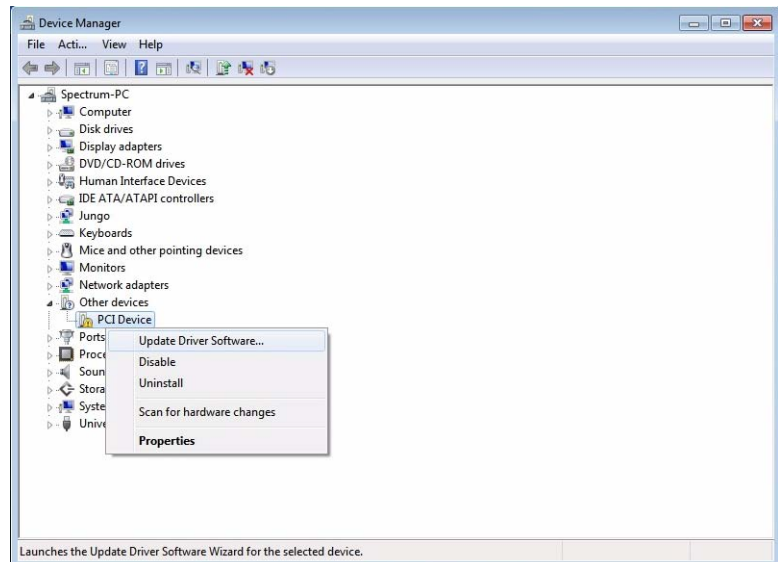 Device Manager
File Acti... View Help
Spectrum-PC
Computer
Disk drives
Display adapters
DVD/CD-ROM drives
Human Interface Devices
IDE ATA/ATAPI controllers
Jungo
Keyboards
Mice and other pointing devices
Monitors
Network adapters
Other devices
PCI Device
Ports
Update Driver Software...
Proce
Disable
Soun
Uninstall
Stora
Syste
Scan for hardware changes
Unive
Properties
Launches the Update Driver Software Wizard for the selected device.